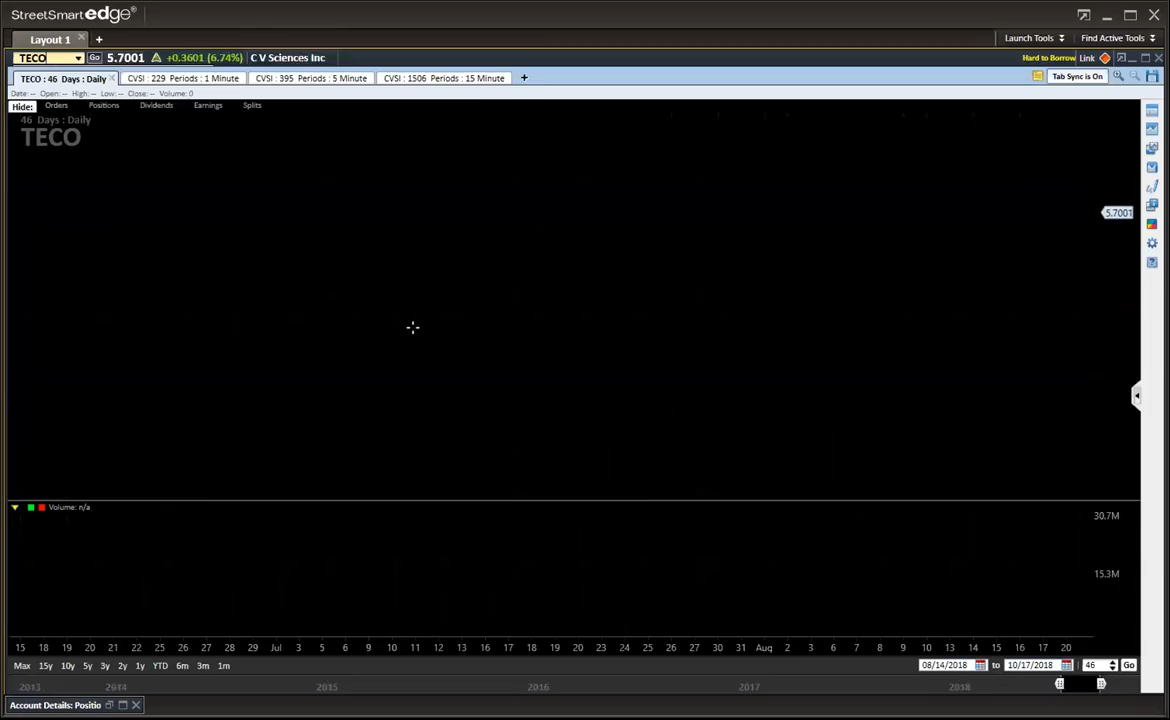 StreetSmart edge®
Layout 1
Launch Tools
Find Active Tools
TECO
Go
5.7001
+0.3601 (6.74%)
C V Sciences Inc
Hard to Borrow
Link
TECO : 46 Days : Daily
CVSI : 229 Periods : 1 Minute
CVSI : 395 Periods : 5 Minute
CVSI : 1506 Periods : 15 Minute
Tab Sync is On
Date: -- Open: -- High: -- Low: -- Close: -- Volume: 0
Hide: Orders Positions Dividends Earnings Splits
46 Days : Daily
TECO
5.7001
Volume: n/a
30.7M
15.3M
15 18 19 20 21 22 25 26 27 28 29 Jul 3 5 6 9 10 11 12 13 16 17 18 19 20 23 24 25 26 27 30 31 Aug 2 3 6 7 8 9 10 13 14 15 16 17 20
Max 15y 10y 5y 3y 2y 1y YTD 6m 3m 1m
08/14/2018 to 10/17/2018 46 Go
2013 2014 2015 2016 2017 2018
Account Details: Positio